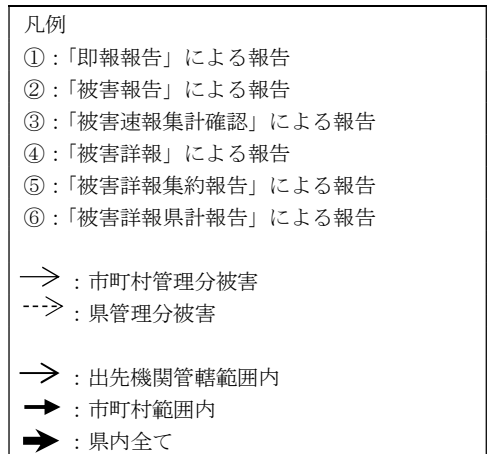 凡例
①：「即報報告」による報告
②：「被害報告」による報告
③：「被害速報集計確認」による報告
④：「被害詳報」による報告
⑤：「被害詳報集約報告」による報告
⑥：「被害詳報県計報告」による報告
：市町村管理分被害
：県管理分被害
：出先機関管轄範囲内
：市町村範囲内
：県内全て